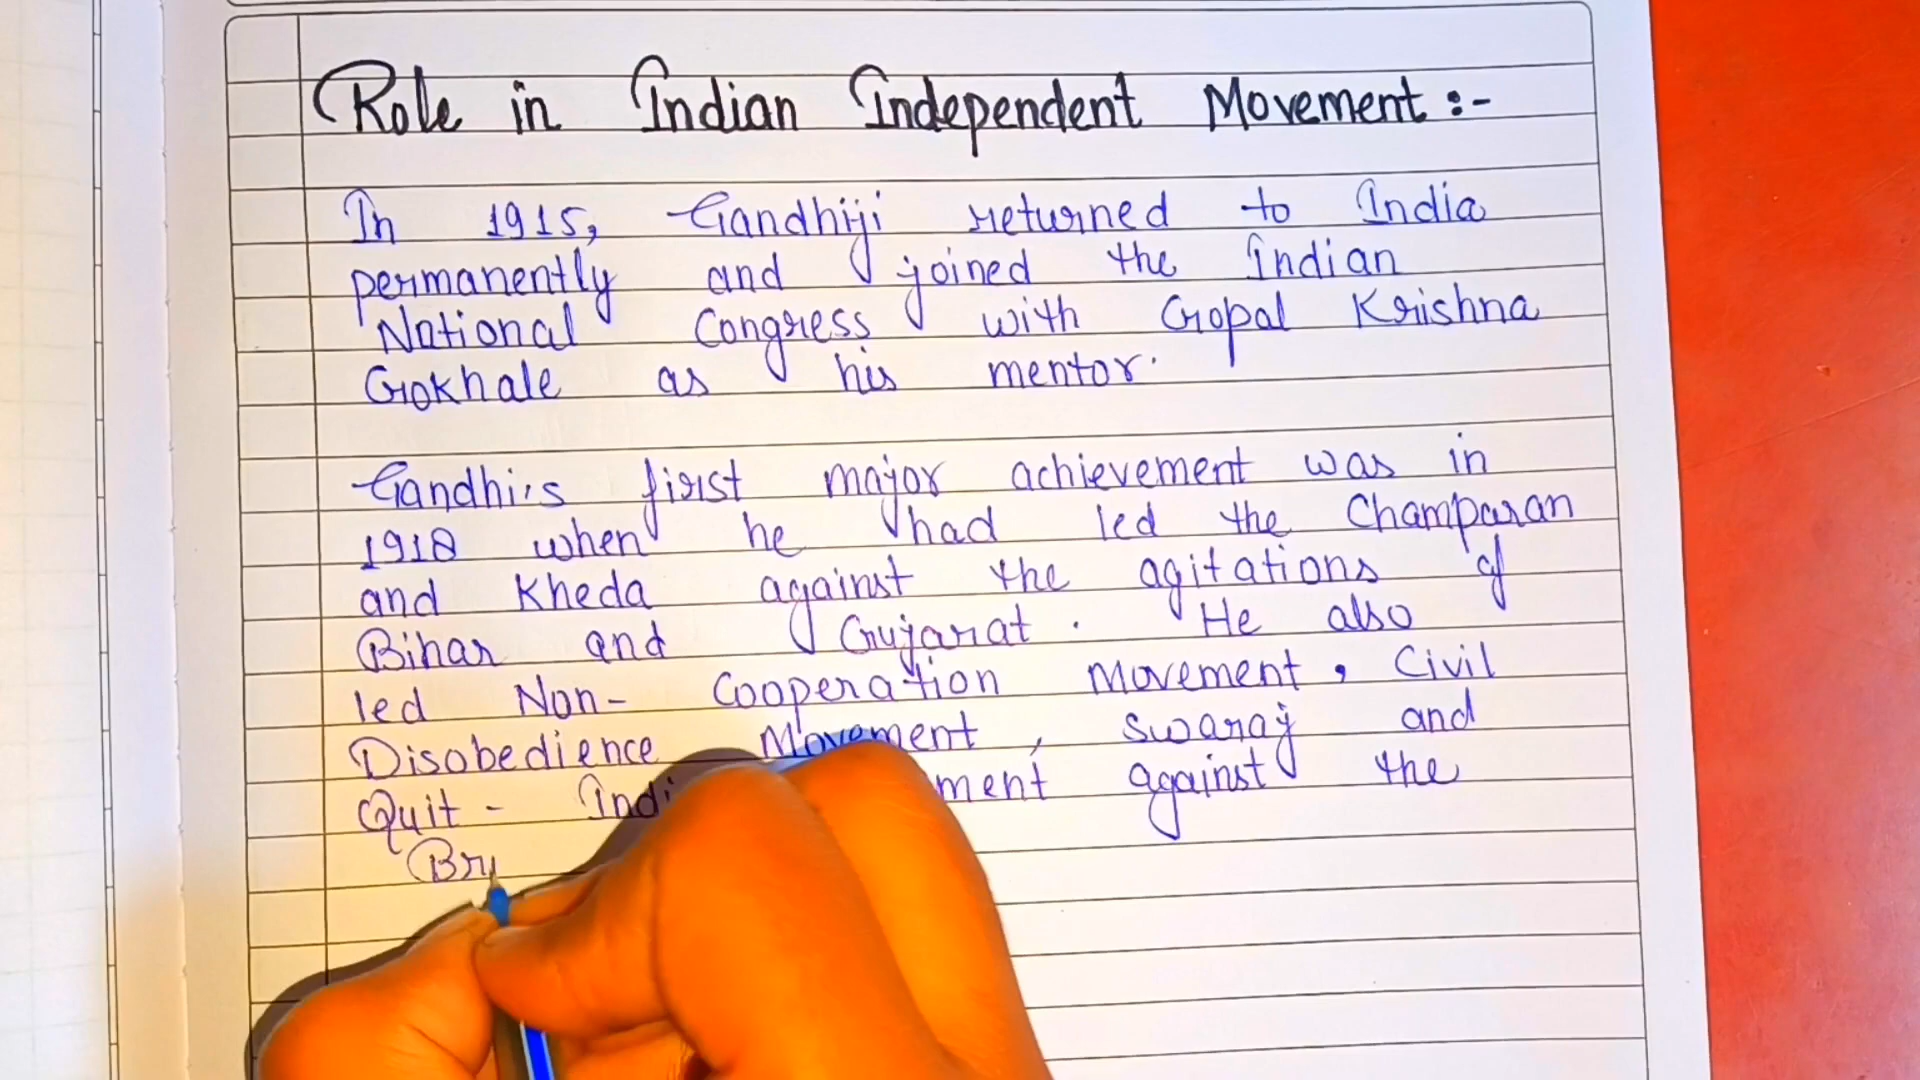 Role in Indian Independent Movement :-
In 1915, Gandhiji returned to India
permanently and joined the Indian
National Congress with Gopal Krishna
Gokhale as his mentor.
Gandhi's first major achievement was in
1918 when he had led the Champaran
and Kheda against the agitations of
Bihar and Gujarat. He also
led Non- Cooperation Movement, Civil
Disobedience Movement, swaraj and
Quit - Indi ment against the
Bri